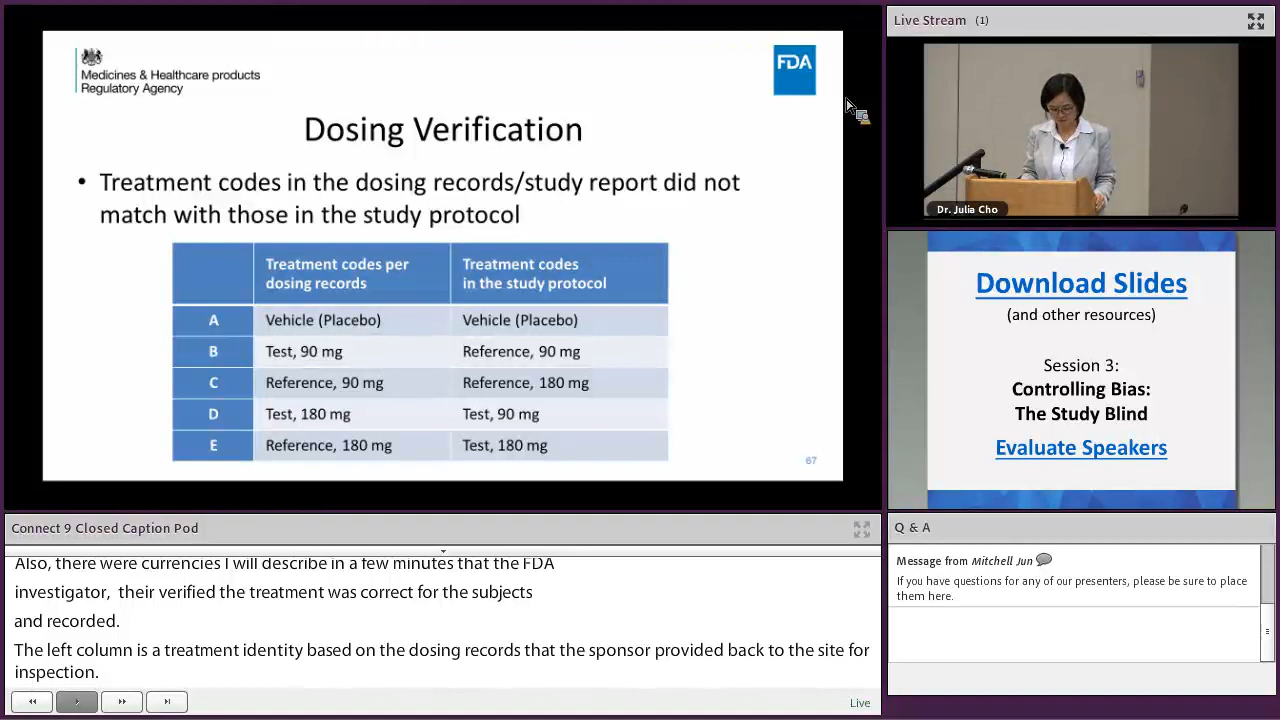 Medicines & Healthcare products
Regulatory Agency
FDA
Dosing Verification
• Treatment codes in the dosing records/study report did not
match with those in the study protocol
Treatment codes per
dosing records
Treatment codes
in the study protocol
A Vehicle (Placebo) Vehicle (Placebo)
B Test, 90 mg Reference, 90 mg
C Reference, 90 mg Reference, 180 mg
D Test, 180 mg Test, 90 mg
E Reference, 180 mg Test, 180 mg
67
Live Stream (1)
Dr. Julia Cho
Download Slides
(and other resources)
Session 3:
Controlling Bias:
The Study Blind
Evaluate Speakers
Connect 9 Closed Caption Pod
Also, there were currencies I will describe in a few minutes that the FDA
investigator, their verified the treatment was correct for the subjects
and recorded.
The left column is a treatment identity based on the dosing records that the sponsor provided back to the site for
inspection.
Live
Q & A
Message from Mitchell Jun
If you have questions for any of our presenters, please be sure to place
them here.